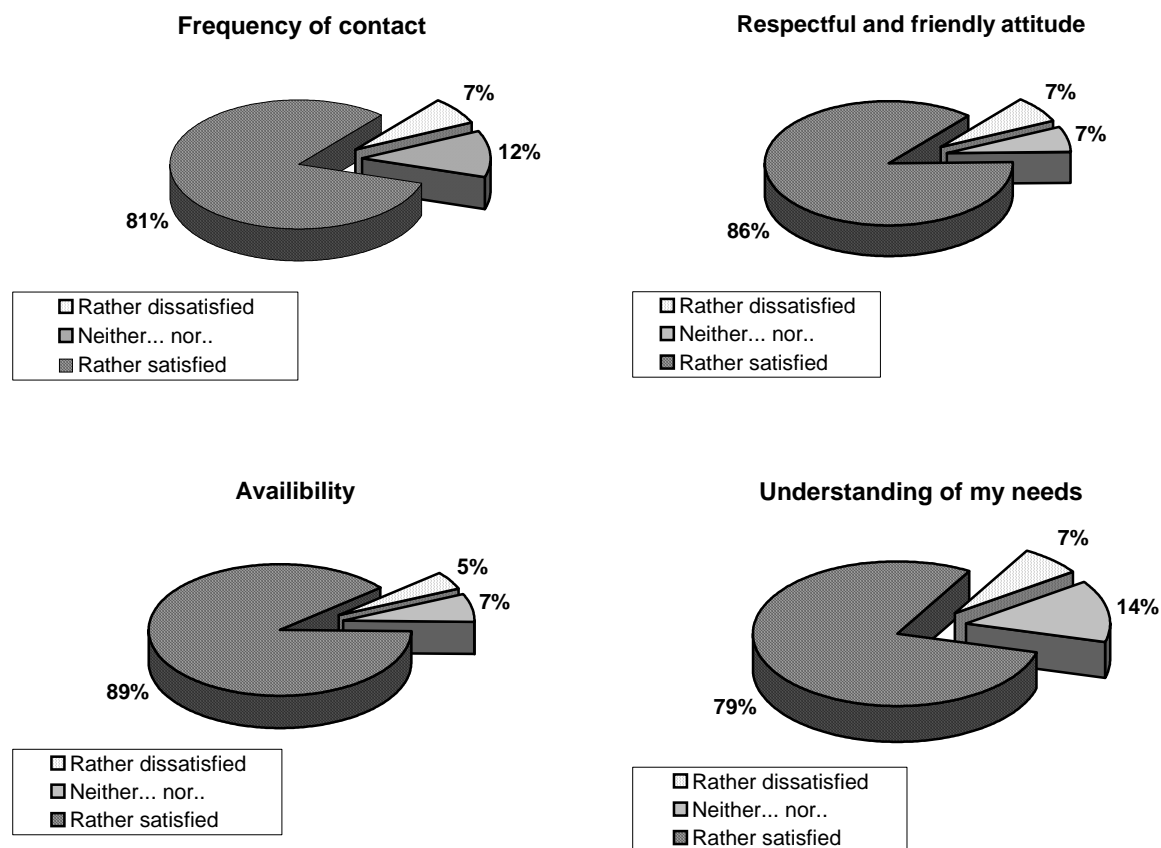 Frequency of contact
7%
12%
81%
Rather dissatisfied
Neither... nor..
Rather satisfied
Respectful and friendly attitude
7%
7%
86%
Rather dissatisfied
Neither... nor..
Rather satisfied
Availibility
5%
7%
89%
Rather dissatisfied
Neither... nor..
Rather satisfied
Understanding of my needs
7%
14%
79%
Rather dissatisfied
Neither... nor..
Rather satisfied